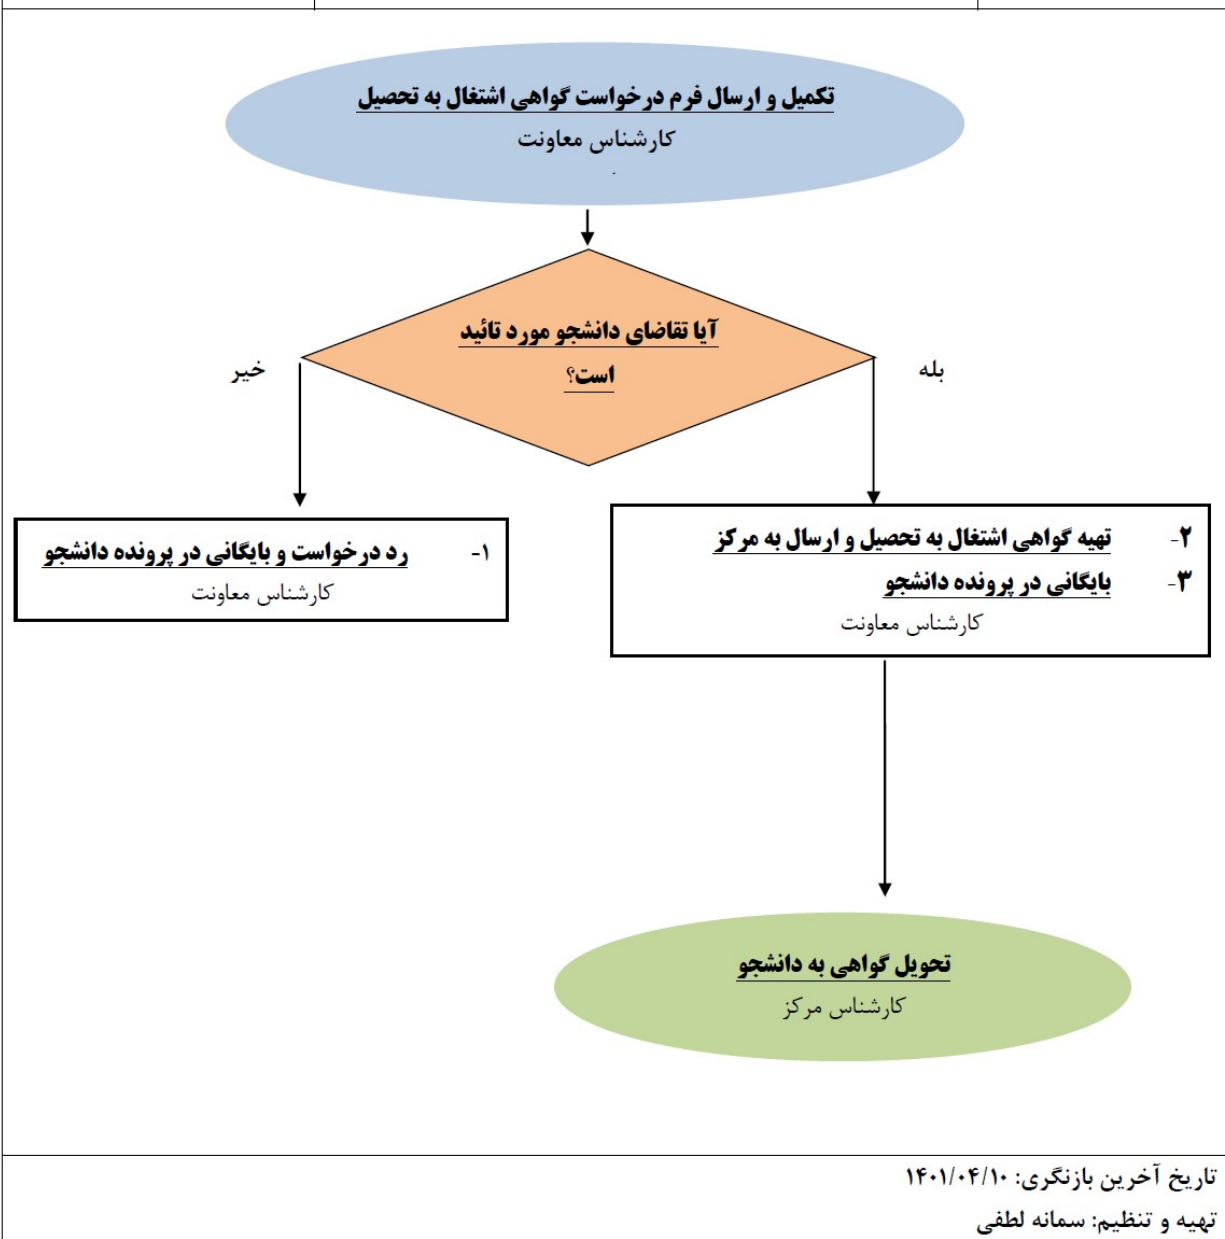 تکمیل و ارسال فرم درخواست گواهی اشتغال به تحصیل
کارشناس معاونت
آیا تقاضای دانشجو مورد تائید
است؟
بله
خیر
۲- تهیه گواهی اشتغال به تحصیل و ارسال به مرکز
۳- بایگانی در پرونده دانشجو
کارشناس معاونت
۱- رد درخواست و بایگانی در پرونده دانشجو
کارشناس معاونت
تحویل گواهی به دانشجو
کارشناس مرکز
تاریخ آخرین بازنگری: ۱۴۰۱/۰۴/۱۰
تهیه و تنظیم: سمانه لطفی